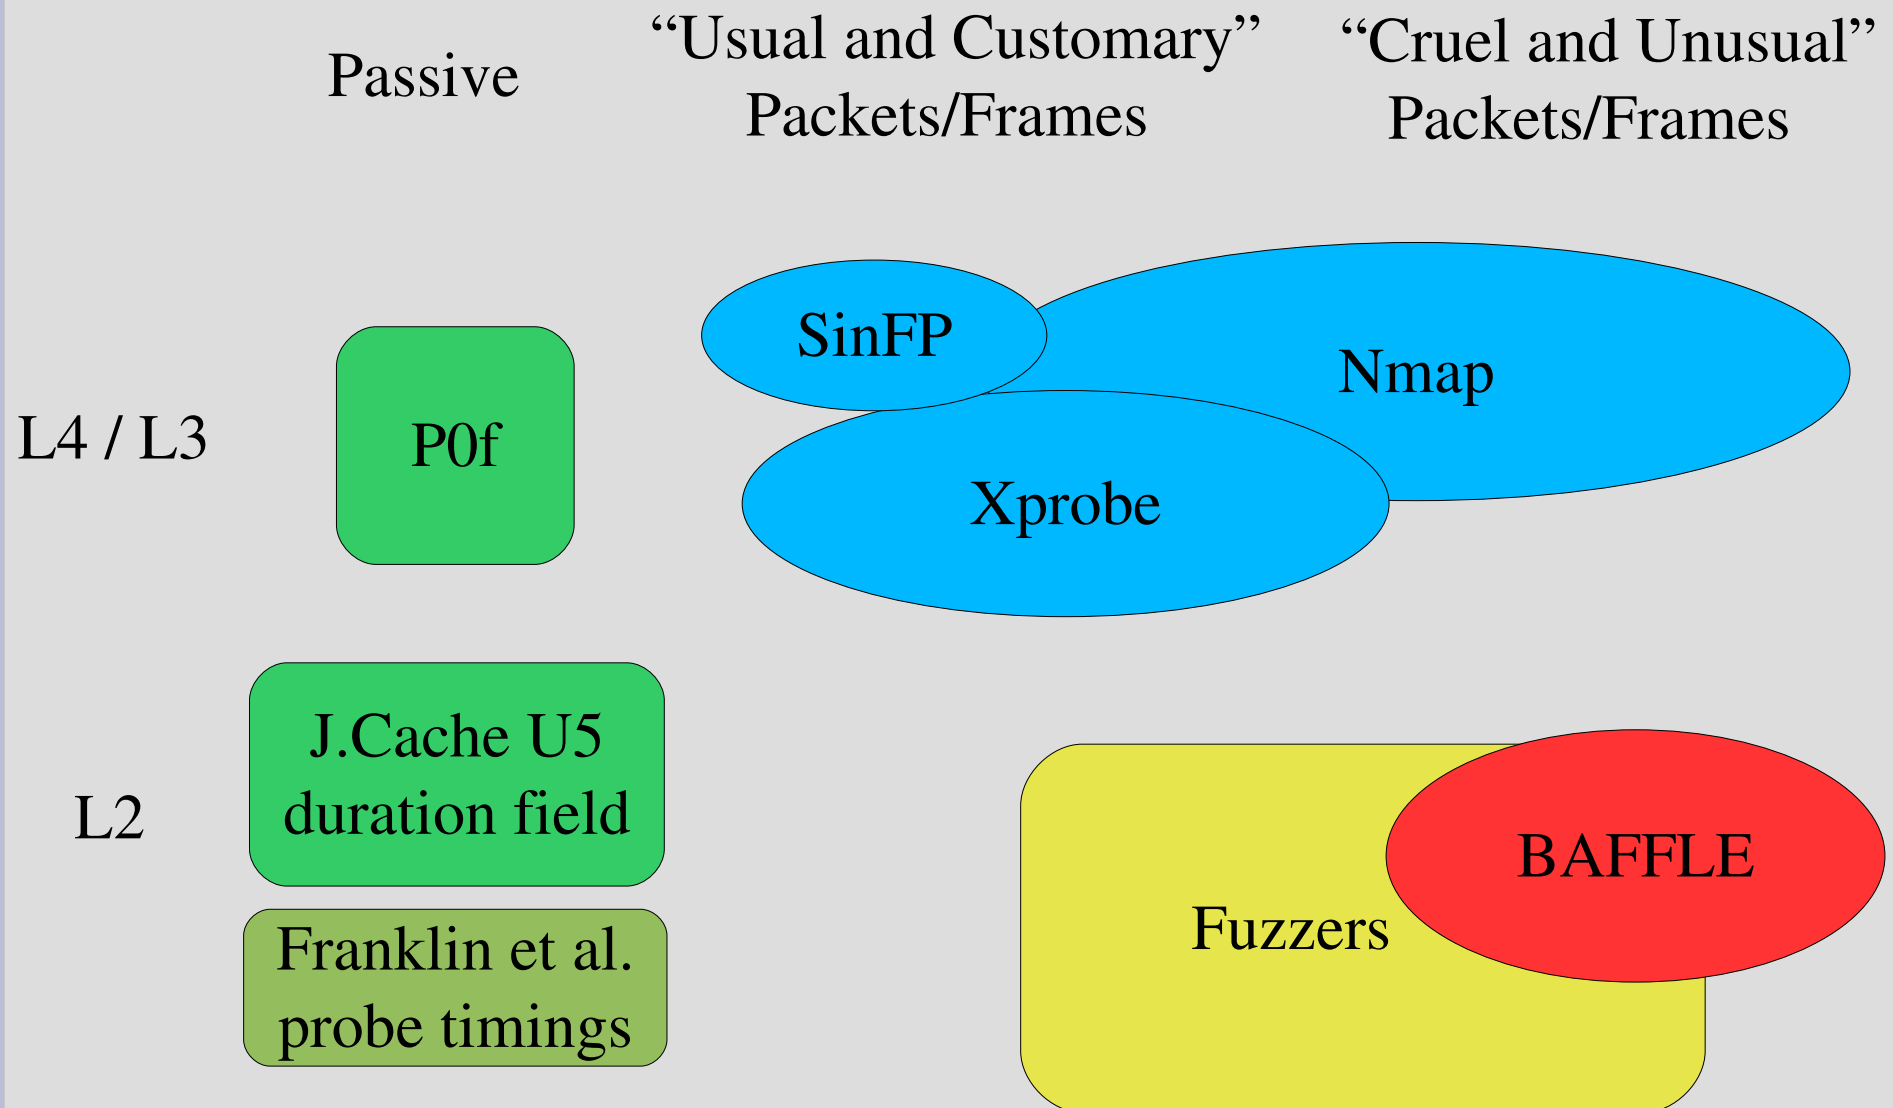 Passive
“Usual and Customary”
Packets/Frames
“Cruel and Unusual”
Packets/Frames
L4 / L3
P0f
SinFP
Nmap
Xprobe
L2
J.Cache U5
duration field
Franklin et al.
probe timings
Fuzzers
BAFFLE